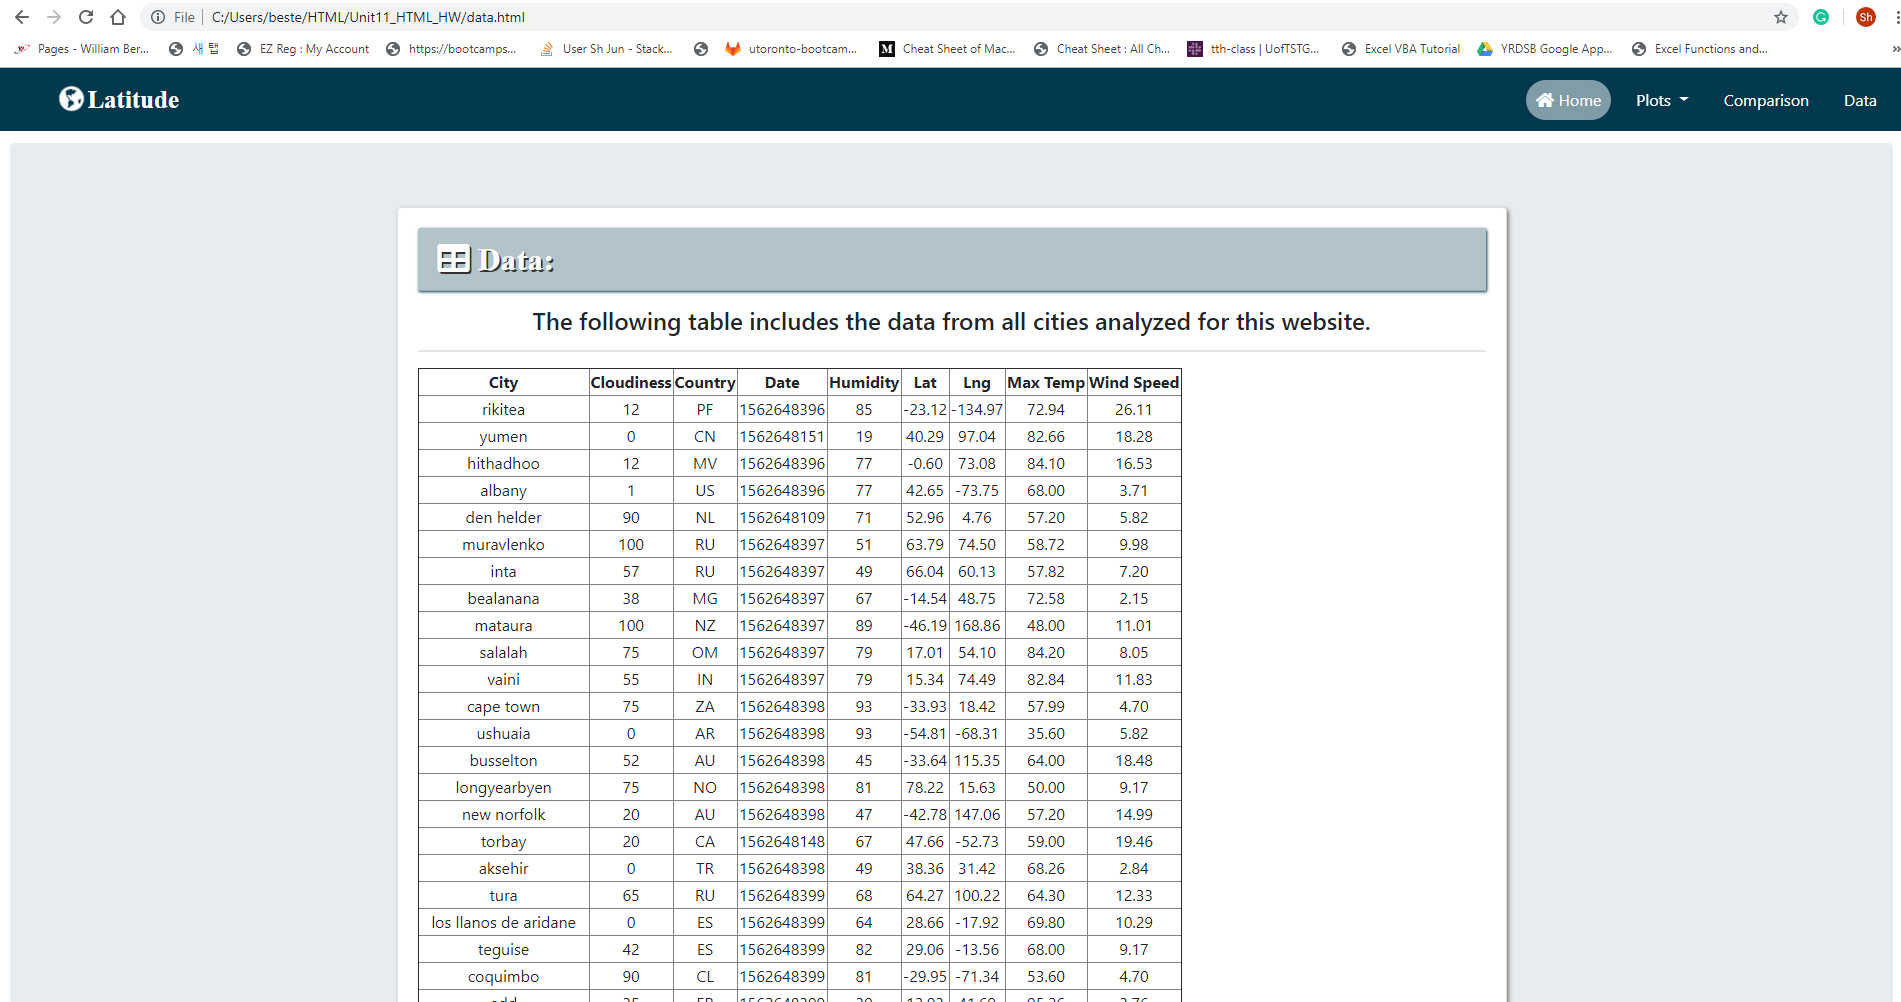 File C:/Users/beste/HTML/Unit11_HTML_HW/data.html Sh
Pages - William Ber... 새 탭 EZ Reg : My Account https://bootcamps... User Sh Jun - Stack... utoronto-bootcam... M Cheat Sheet of Mac... Cheat Sheet : All Ch... tth-class | UofTSTG... Excel VBA Tutorial YRDSB Google App... Excel Functions and... »
Latitude Home Plots Comparison Data
Data:
The following table includes the data from all cities analyzed for this website.
City Cloudiness Country Date Humidity Lat Lng Max Temp Wind Speed
rikitea 12 PF 1562648396 85 -23.12 -134.97 72.94 26.11
yumen 0 CN 1562648151 19 40.29 97.04 82.66 18.28
hithadhoo 12 MV 1562648396 77 -0.60 73.08 84.10 16.53
albany 1 US 1562648396 77 42.65 -73.75 68.00 3.71
den helder 90 NL 1562648109 71 52.96 4.76 57.20 5.82
muravlenko 100 RU 1562648397 51 63.79 74.50 58.72 9.98
inta 57 RU 1562648397 49 66.04 60.13 57.82 7.20
bealanana 38 MG 1562648397 67 -14.54 48.75 72.58 2.15
mataura 100 NZ 1562648397 89 -46.19 168.86 48.00 11.01
salalah 75 OM 1562648397 79 17.01 54.10 84.20 8.05
vaini 55 IN 1562648397 79 15.34 74.49 82.84 11.83
cape town 75 ZA 1562648398 93 -33.93 18.42 57.99 4.70
ushuaia 0 AR 1562648398 93 -54.81 -68.31 35.60 5.82
busselton 52 AU 1562648398 45 -33.64 115.35 64.00 18.48
longyearbyen 75 NO 1562648398 81 78.22 15.63 50.00 9.17
new norfolk 20 AU 1562648398 47 -42.78 147.06 57.20 14.99
torbay 20 CA 1562648148 67 47.66 -52.73 59.00 19.46
aksehir 0 TR 1562648398 49 38.36 31.42 68.26 2.84
tura 65 RU 1562648399 68 64.27 100.22 64.30 12.33
los llanos de aridane 0 ES 1562648399 64 28.66 -17.92 69.80 10.29
teguise 42 ES 1562648399 82 29.06 -13.56 68.00 9.17
coquimbo 90 CL 1562648399 81 -29.95 -71.34 53.60 4.70